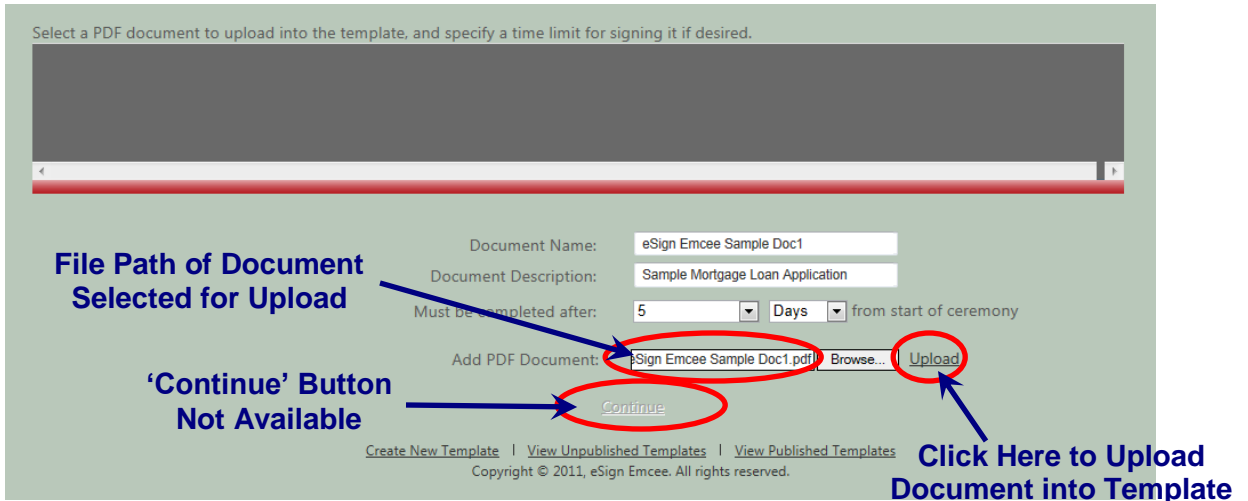 Select a PDF document to upload into the template, and specify a time limit for signing it if desired.
Document Name: eSign Emcee Sample Doc1
File Path of Document
Selected for Upload
Document Description: Sample Mortgage Loan Application
Must be completed after: 5 Days from start of ceremony
Add PDF Document: eSign Emcee Sample Doc1.pdf Browse... Upload
'Continue' Button
Not Available
Continue
Create New Template | View Unpublished Templates | View Published Templates
Copyright © 2011, eSign Emcee. All rights reserved.
Click Here to Upload
Document into Template